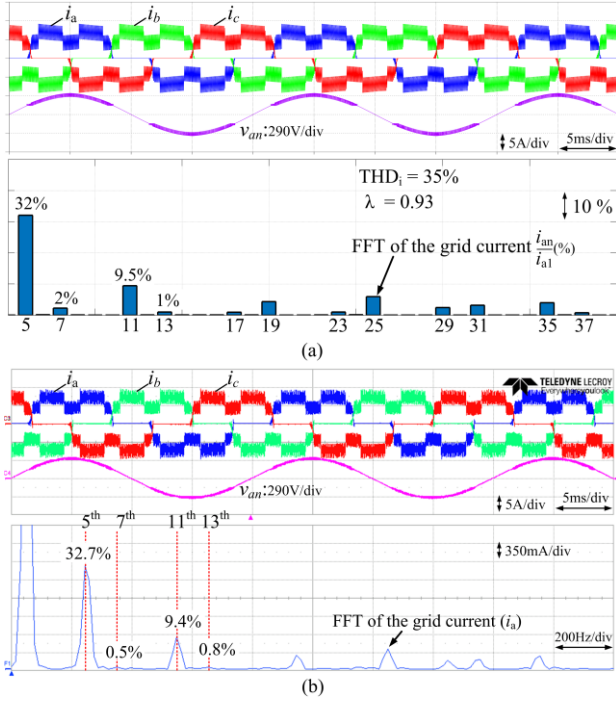 ia ib ic
van:290V/div
5A/div 5ms/div
THDi = 35%
λ = 0.93
10 %
32%
FFT of the grid current ian/ia1(%)
9.5%
2%
1%
5 7 11 13 17 19 23 25 29 31 35 37
(a)
ia ib ic
TELEDYNE LECROY
Everywhereyoulook
C3
C4
van:290V/div
5A/div 5ms/div
5th 7th 11th 13th
350mA/div
32.7%
9.4%
FFT of the grid current (ia)
0.5% 0.8%
200Hz/div
(b)